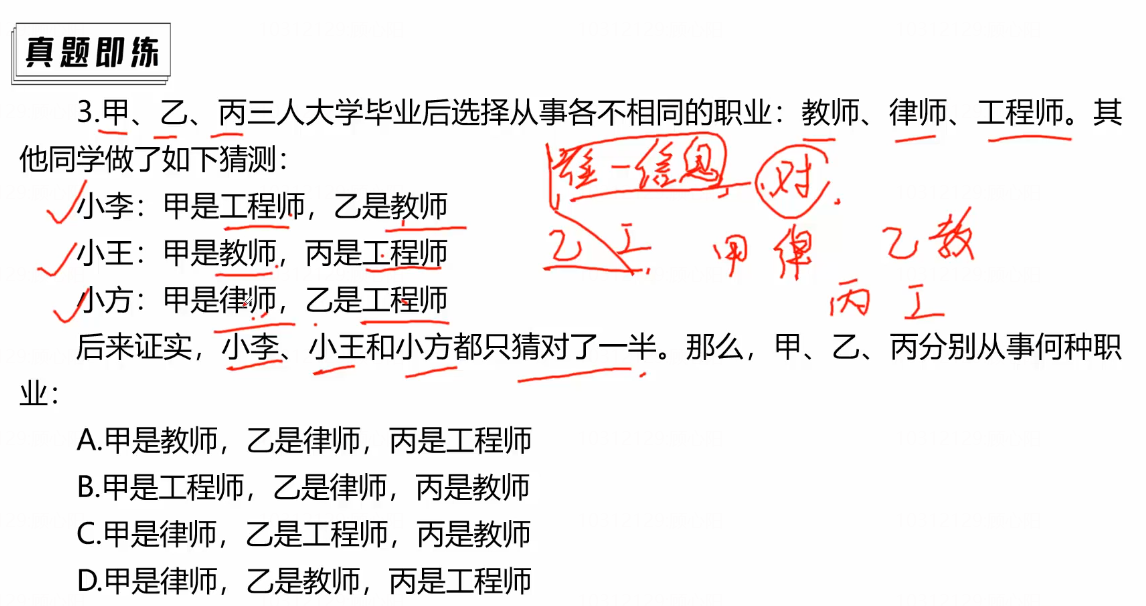 真题即练
3.甲、乙、丙三人大学毕业后选择从事各不相同的职业：教师、律师、工程师。其
他同学做了如下猜测：
唯一信息 对
小李：甲是工程师，乙是教师
小王：甲是教师，丙是工程师
乙 工 甲 律 乙 教
小方：甲是律师，乙是工程师
丙 工
后来证实，小李、小王和小方都只猜对了一半。那么，甲、乙、丙分别从事何种职
业：
A.甲是教师，乙是律师，丙是工程师
B.甲是工程师，乙是律师，丙是教师
C.甲是律师，乙是工程师，丙是教师
D.甲是律师，乙是教师，丙是工程师